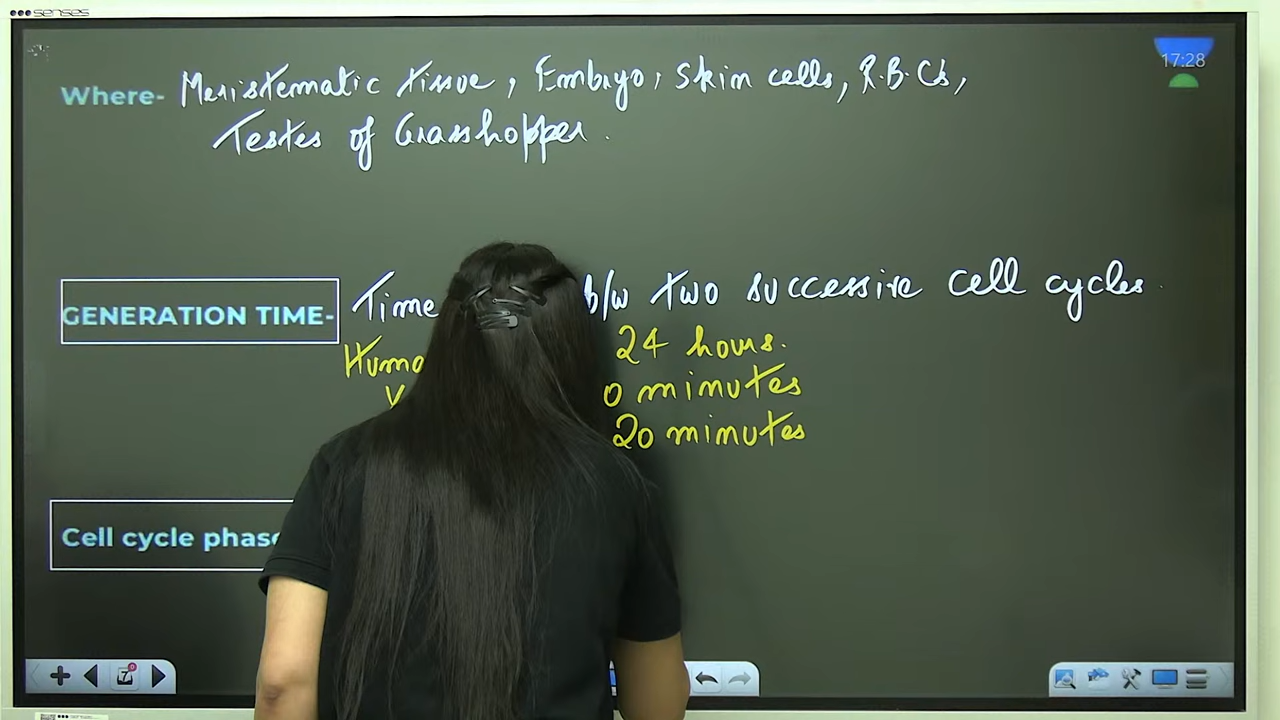 senses
17:28
Where- Meristematic tissue, Embryo, Skin cells, R.B.Cs,
Testes of Grasshopper.
GENERATION TIME- Time b/w two successive cell cycles.
24 hours.
0 minutes
20 minutes
Cell cycle